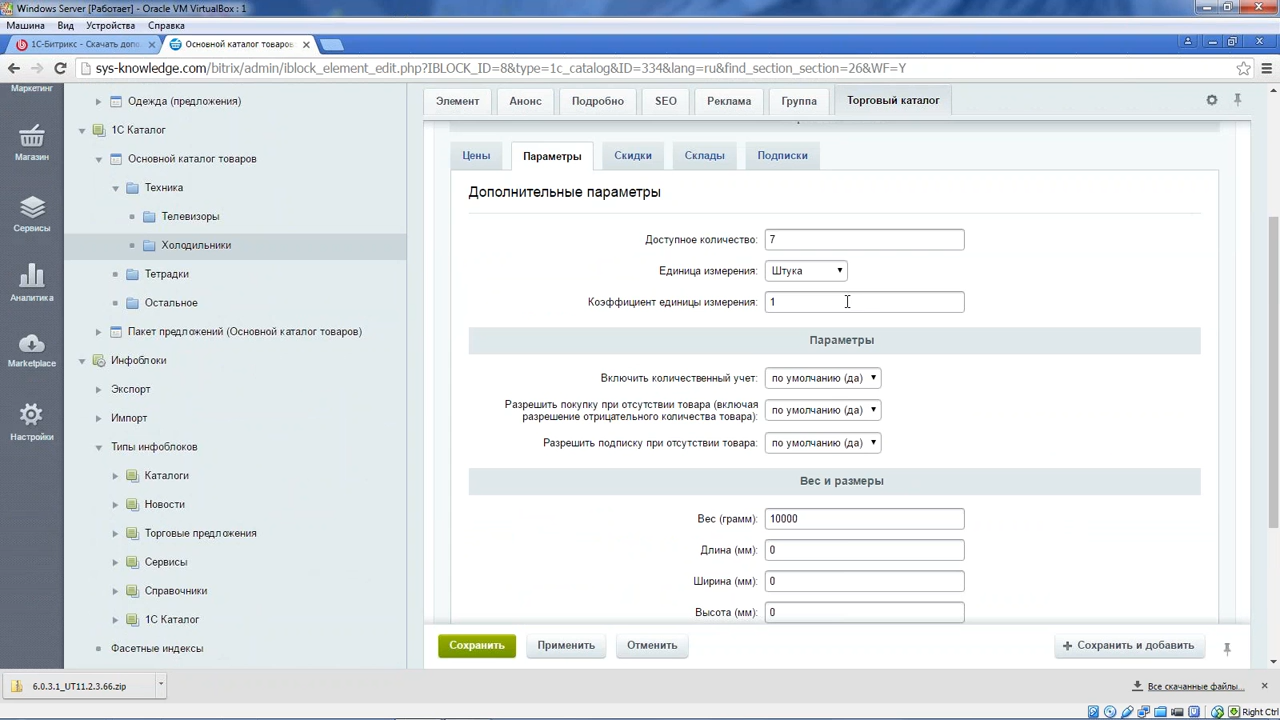 Windows Server [Работает] - Oracle VM VirtualBox : 1
Машина Вид Устройства Справка
1С-Битрикс - Скачать допо
Основной каталог товаров
sys-knowledge.com/bitrix/admin/iblock_element_edit.php?IBLOCK_ID=8&type=1c_catalog&ID=334&lang=ru&find_section_section=26&WF=Y
Маркетинг
Магазин
Сервисы
Аналитика
Marketplace
Настройки
Одежда (предложения)
1С Каталог
Основной каталог товаров
Техника
Телевизоры
Холодильники
Тетрадки
Остальное
Пакет предложений (Основной каталог товаров)
Инфоблоки
Экспорт
Импорт
Типы инфоблоков
Каталоги
Новости
Торговые предложения
Сервисы
Справочники
1С Каталог
Фасетные индексы
Элемент Анонс Подробно SEO Реклама Группа Торговый каталог
Цены Параметры Скидки Склады Подписки
Дополнительные параметры
Доступное количество: 7
Единица измерения: Штука
Коэффициент единицы измерения: 1
Параметры
Включить количественный учет: по умолчанию (да)
Разрешить покупку при отсутствии товара (включая
разрешение отрицательного количества товара): по умолчанию (да)
Разрешить подписку при отсутствии товара: по умолчанию (да)
Вес и размеры
Вес (грамм): 10000
Длина (мм): 0
Ширина (мм): 0
Высота (мм): 0
Сохранить Применить Отменить + Сохранить и добавить
6.0.3.1_UT11.2.3.66.zip
Все скачанные файлы...
Right Ctrl